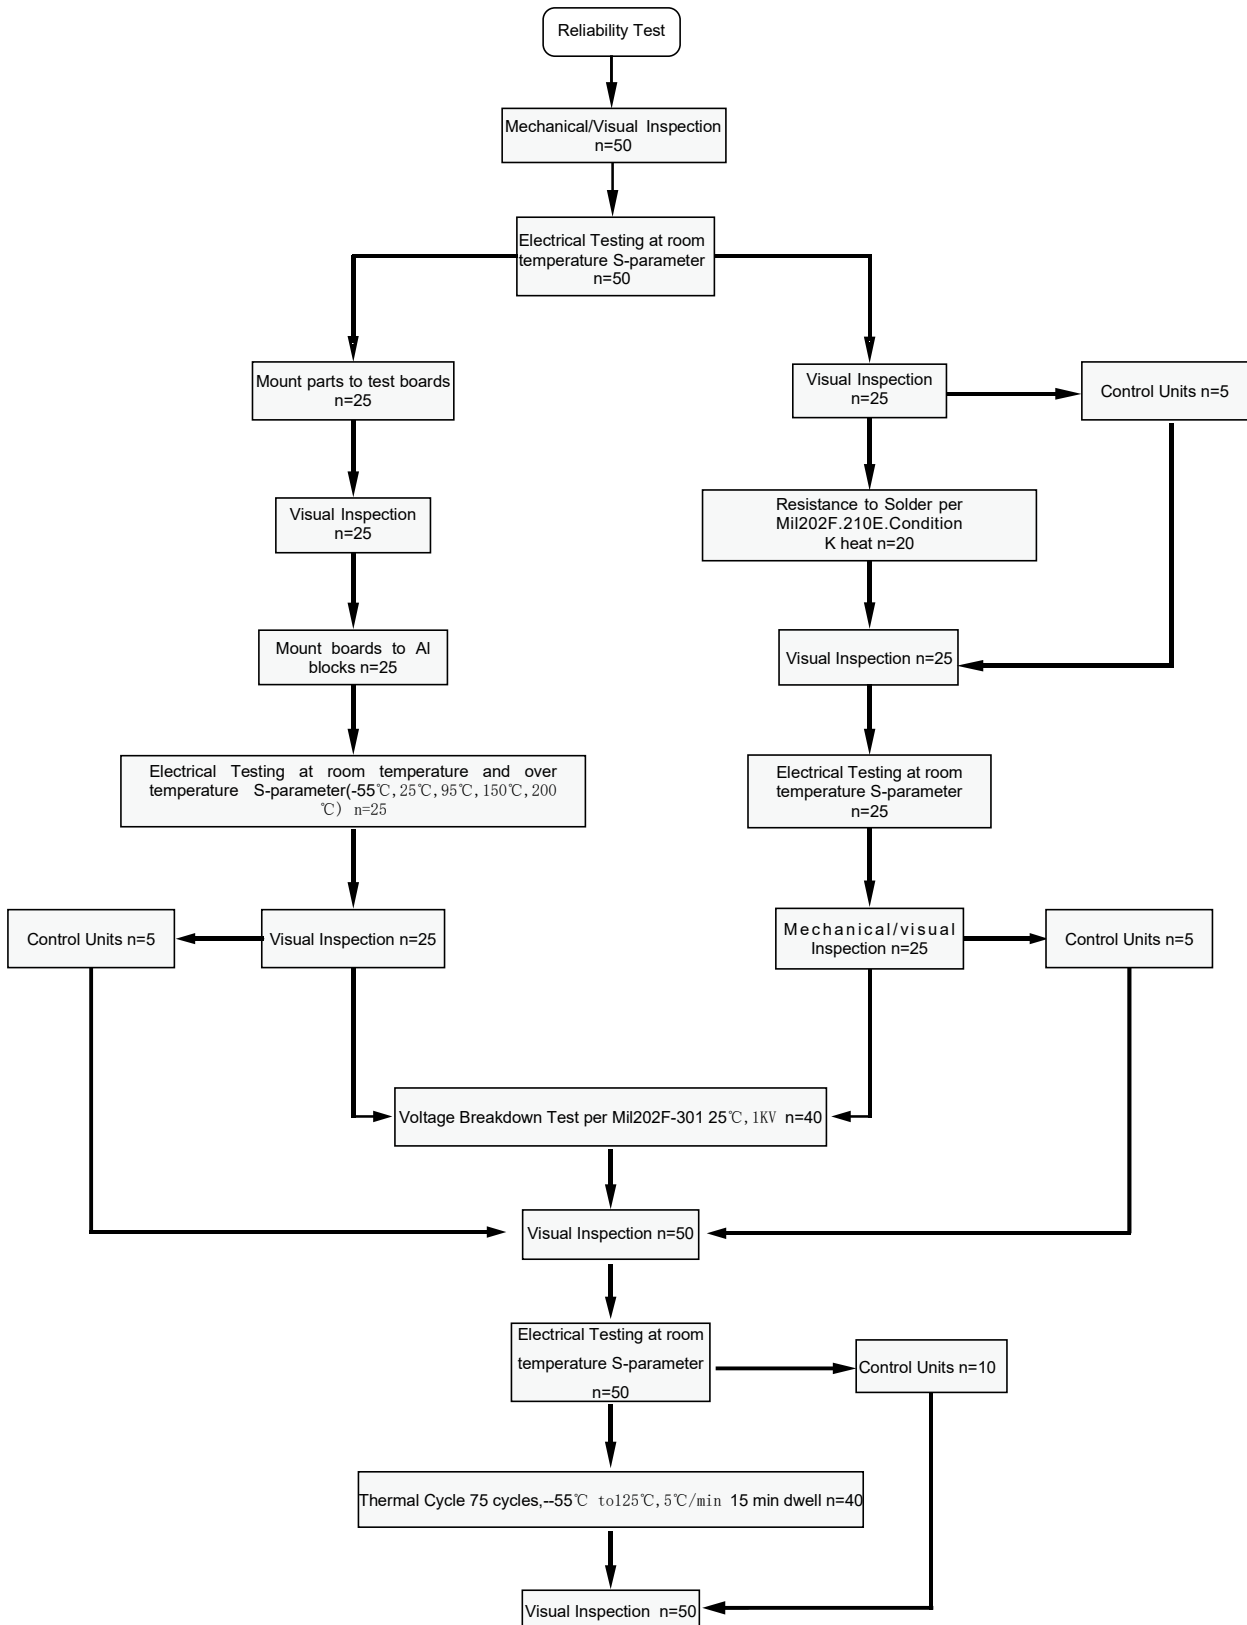 Reliability Test
Mechanical/Visual Inspection
n=50
Electrical Testing at room
temperature S-parameter
n=50
Mount parts to test boards
n=25
Visual Inspection
n=25
Control Units n=5
Visual Inspection
n=25
Resistance to Solder per
Mil202F.210E.Condition
K heat n=20
Mount boards to Al
blocks n=25
Visual Inspection n=25
Electrical Testing at room temperature and over
temperature S-parameter(-55℃,25℃,95℃,150℃,200
℃) n=25
Electrical Testing at room
temperature S-parameter
n=25
Control Units n=5
Visual Inspection n=25
Mechanical/visual
Inspection n=25
Control Units n=5
Voltage Breakdown Test per Mil202F-301 25℃,1KV n=40
Visual Inspection n=50
Electrical Testing at room
temperature S-parameter
n=50
Control Units n=10
Thermal Cycle 75 cycles,--55℃ to125℃,5℃/min 15 min dwell n=40
Visual Inspection n=50